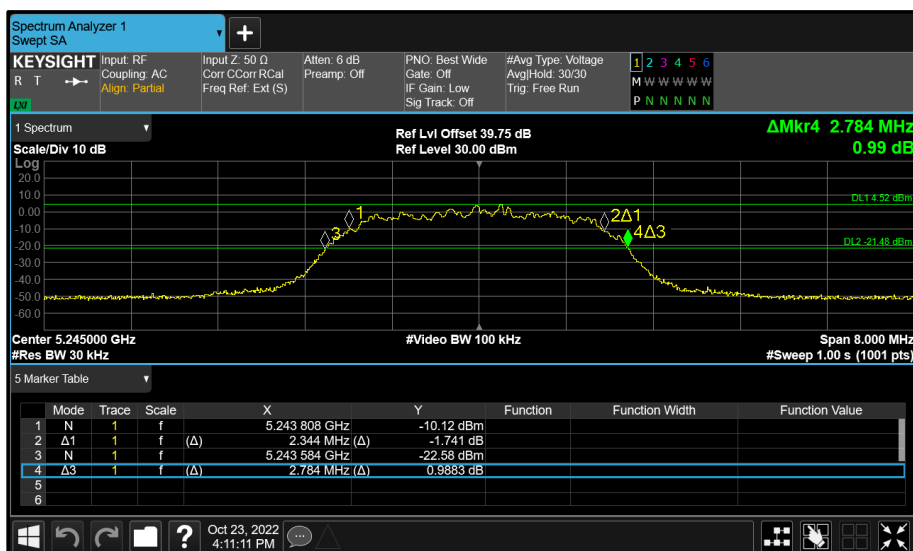 Spectrum Analyzer 1
Swept SA
+
KEYSIGHT
R T
LXI
Input: RF
Coupling: AC
Align: Partial
Input Z: 50 Ω
Corr CCorr RCal
Freq Ref: Ext (S)
Atten: 6 dB
Preamp: Off
PNO: Best Wide
Gate: Off
IF Gain: Low
Sig Track: Off
#Avg Type: Voltage
Avg|Hold: 30/30
Trig: Free Run
1 2 3 4 5 6
M W W W W W
P N N N N N
1 Spectrum
Scale/Div 10 dB
Ref Lvl Offset 39.75 dB
Ref Level 30.00 dBm
ΔMkr4 2.784 MHz
0.99 dB
Log
20.0
10.0
0.00
-10.0
-20.0
-30.0
-40.0
-50.0
-60.0
DL1 4.52 dBm
1
2Δ1
3
4Δ3
DL2 -21.48 dBm
Center 5.245000 GHz
#Video BW 100 kHz
Span 8.000 MHz
#Res BW 30 kHz
#Sweep 1.00 s (1001 pts)
5 Marker Table
Mode Trace Scale X Y Function Function Width Function Value
1 N 1 f 5.243 808 GHz -10.12 dBm
2 Δ1 1 f (Δ) 2.344 MHz (Δ) -1.741 dB
3 N 1 f 5.243 584 GHz -22.58 dBm
4 Δ3 1 f (Δ) 2.784 MHz (Δ) 0.9883 dB
5
6
?
Oct 23, 2022
4:11:11 PM